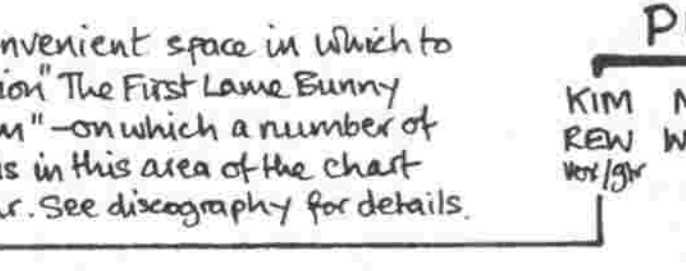 nvenient space in which to
ion" The First Lame Bunny
m" - on which a number of
s in this area of the chart
r. See discography for details.
P
KIM N
REW W
vox/gtr